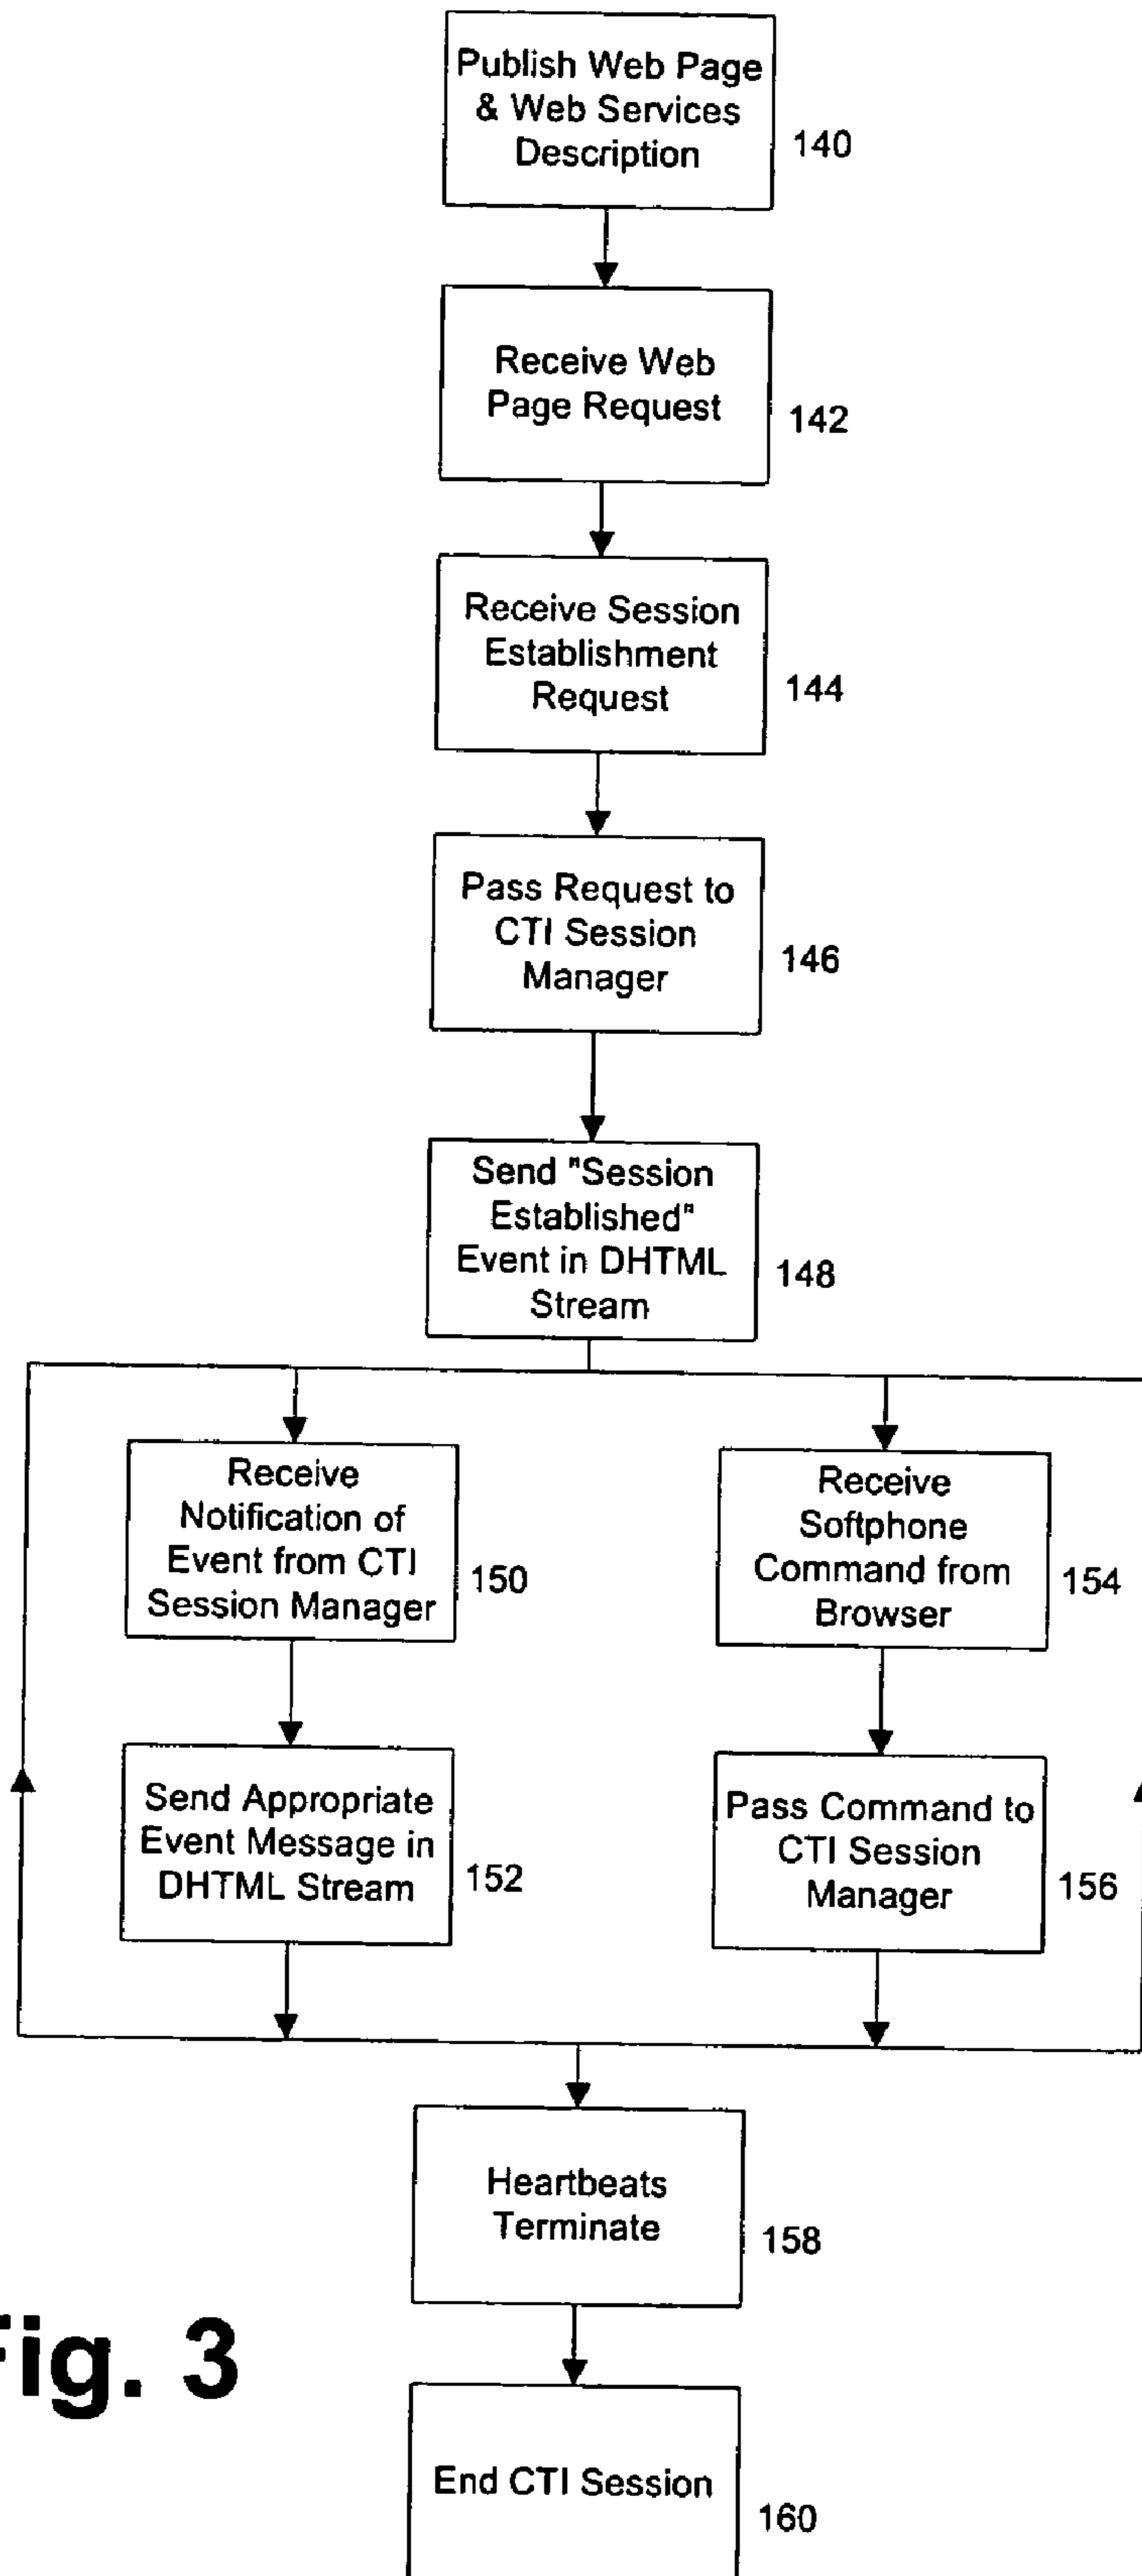 Publish Web Page
& Web Services
Description
140
Receive Web
Page Request
142
Receive Session
Establishment
Request
144
Pass Request to
CTI Session
Manager
146
Send "Session
Established"
Event in DHTML
Stream
148
Receive
Notification of
Event from CTI
Session Manager
150
Send Appropriate
Event Message in
DHTML Stream
152
Receive
Softphone
Command from
Browser
154
Pass Command to
CTI Session
Manager
156
Heartbeats
Terminate
158
End CTI Session
160
Fig. 3